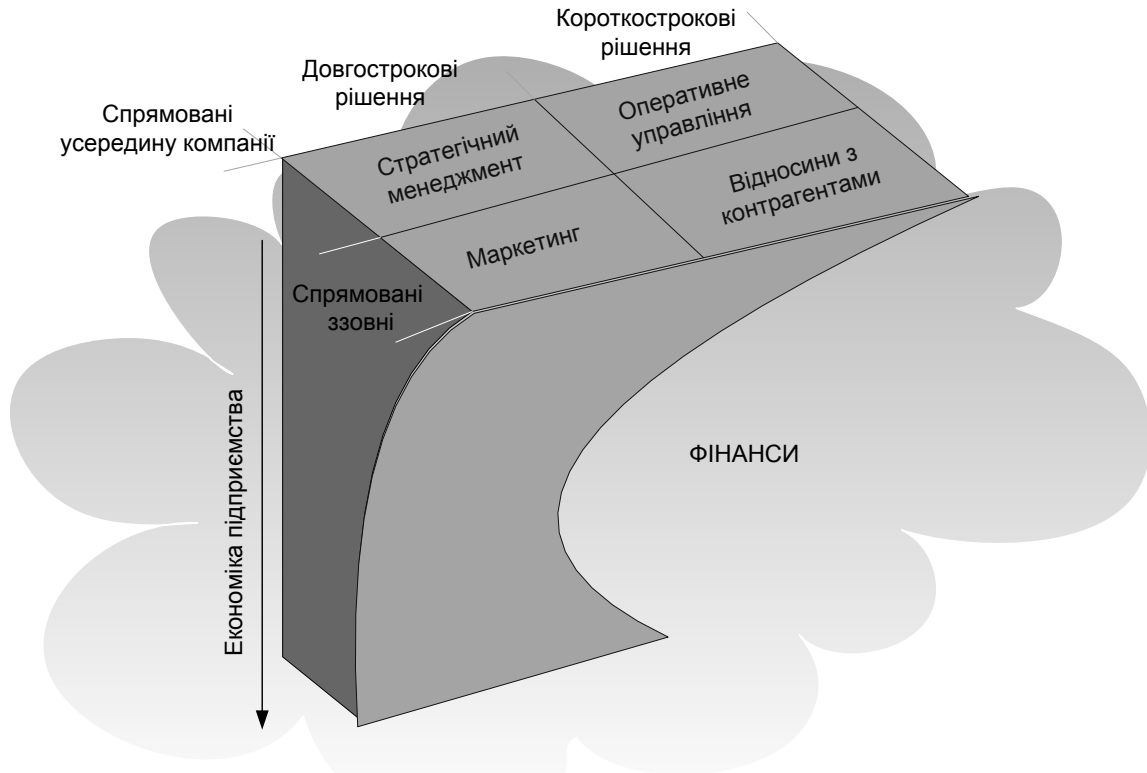 Короткострокові
рішення
Довгострокові
рішення
Спрямовані
усередину компанії
Оперативне
управління
Стратегічний
менеджмент
Відносини з
контрагентами
Маркетинг
Спрямовані
ззовні
Економіка підприємства
ФІНАНСИ